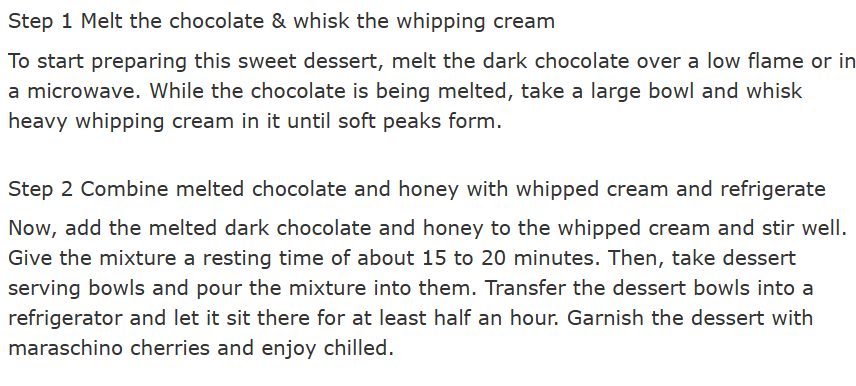 Step 1 Melt the chocolate & whisk the whipping cream
To start preparing this sweet dessert, melt the dark chocolate over a low flame or in
a microwave. While the chocolate is being melted, take a large bowl and whisk
heavy whipping cream in it until soft peaks form.
Step 2 Combine melted chocolate and honey with whipped cream and refrigerate
Now, add the melted dark chocolate and honey to the whipped cream and stir well.
Give the mixture a resting time of about 15 to 20 minutes. Then, take dessert
serving bowls and pour the mixture into them. Transfer the dessert bowls into a
refrigerator and let it sit there for at least half an hour. Garnish the dessert with
maraschino cherries and enjoy chilled.